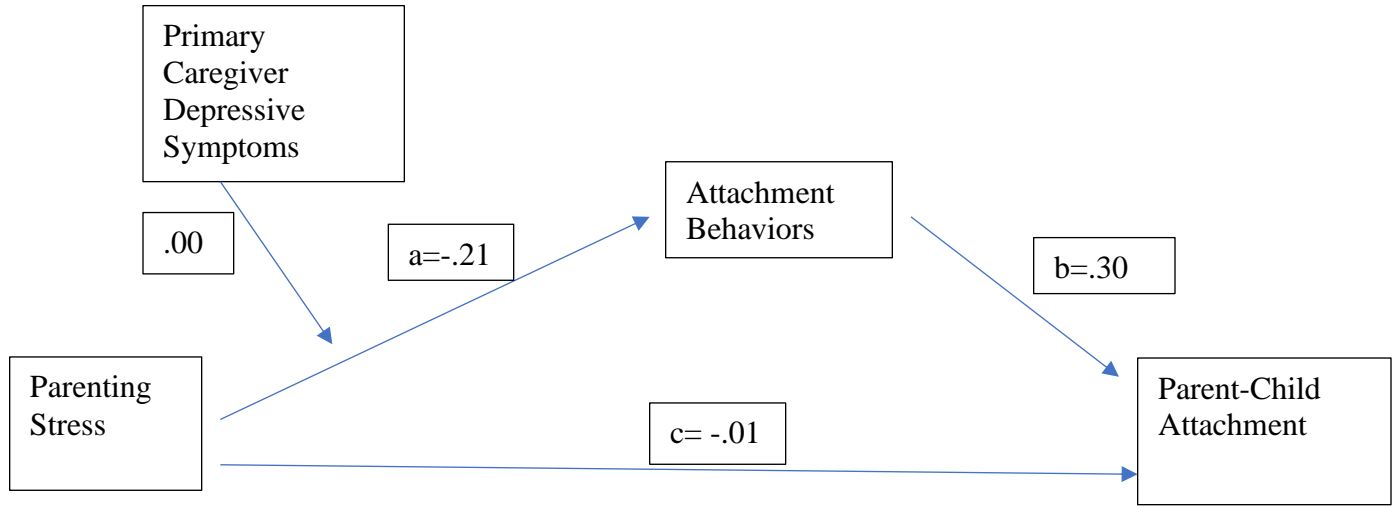 Primary
Caregiver
Depressive
Symptoms
Attachment
Behaviors
.00
a=-.21
b=.30
Parenting
Stress
Parent-Child
Attachment
c= -.01